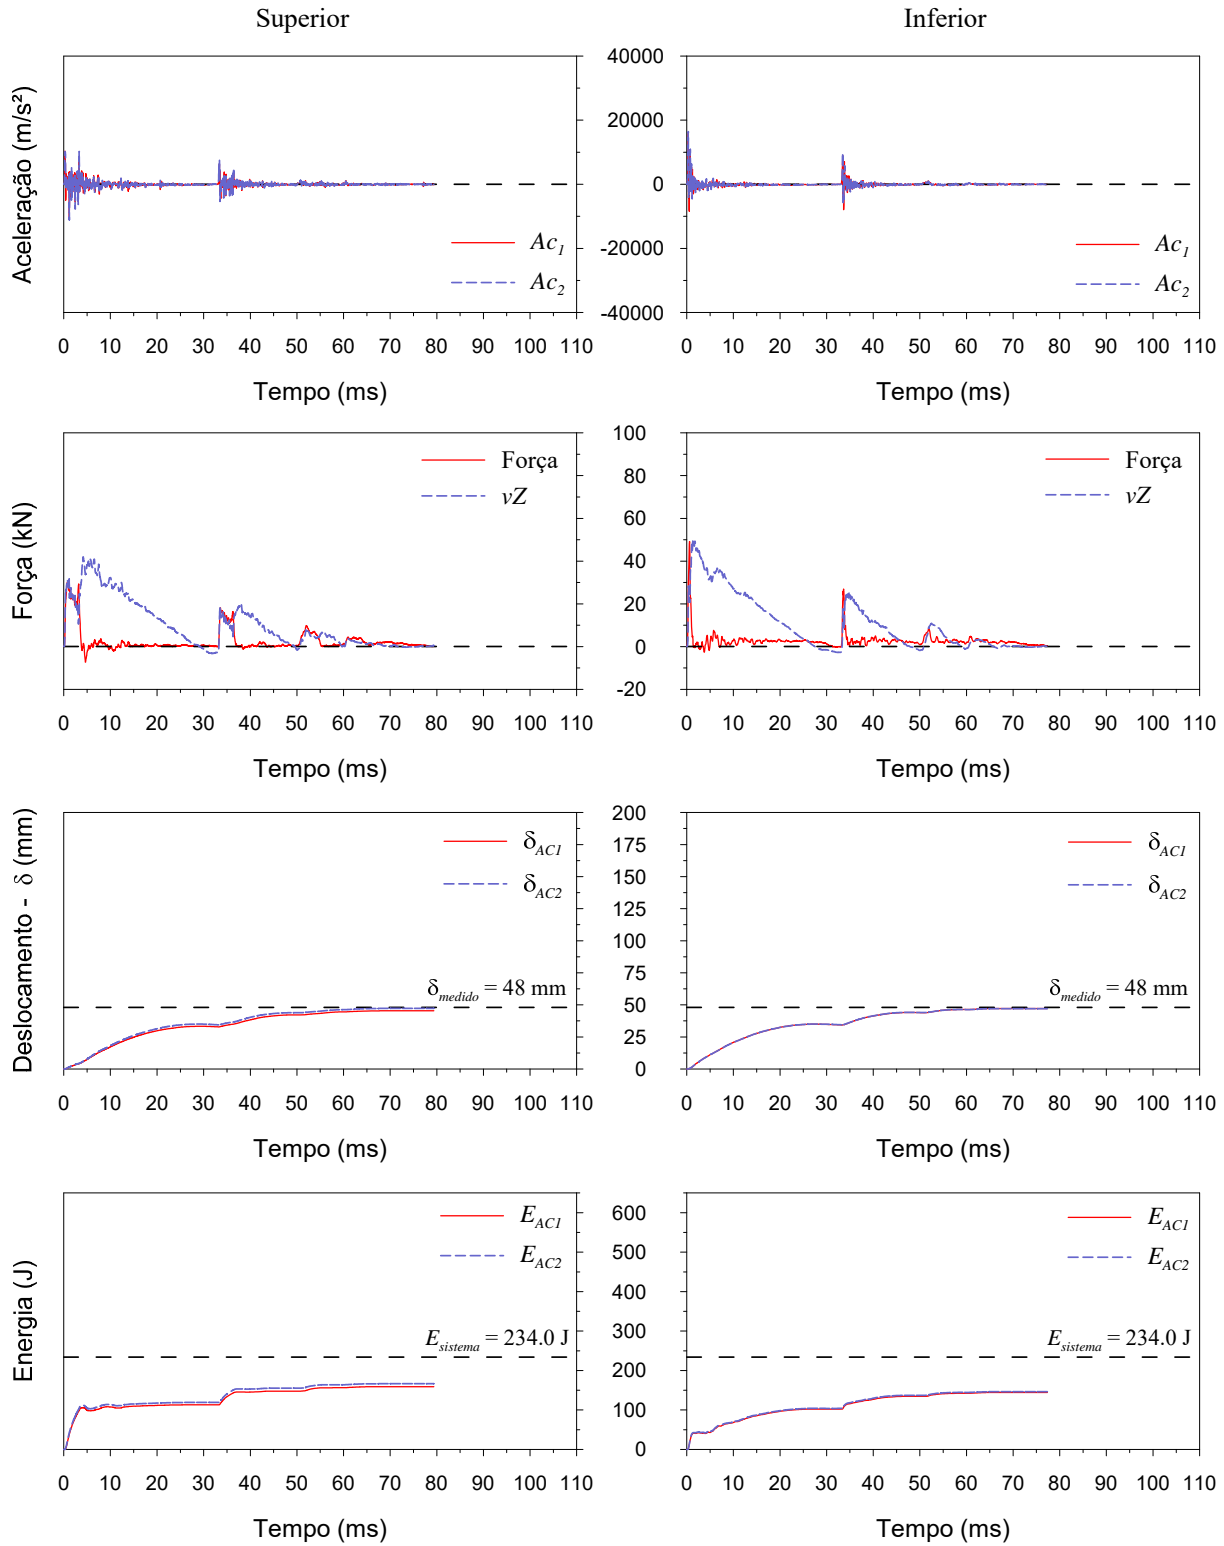 Superior Inferior
Aceleração (m/s²)
40000
20000
0
-20000
-40000
Ac1
Ac2
Ac1
Ac2
0 10 20 30 40 50 60 70 80 90 100 110
0 10 20 30 40 50 60 70 80 90 100 110
Tempo (ms)
Tempo (ms)
Força (kN)
100
80
60
40
20
0
-20
Força
vZ
Força
vZ
0 10 20 30 40 50 60 70 80 90 100 110
0 10 20 30 40 50 60 70 80 90 100 110
Tempo (ms)
Tempo (ms)
Deslocamento - δ (mm)
200
175
150
125
100
75
50
25
0
δAC1
δAC2
δmedido = 48 mm
δAC1
δAC2
δmedido = 48 mm
0 10 20 30 40 50 60 70 80 90 100 110
0 10 20 30 40 50 60 70 80 90 100 110
Tempo (ms)
Tempo (ms)
Energia (J)
600
500
400
300
200
100
0
EAC1
EAC2
Esistema = 234.0 J
EAC1
EAC2
Esistema = 234.0 J
0 10 20 30 40 50 60 70 80 90 100 110
0 10 20 30 40 50 60 70 80 90 100 110
Tempo (ms)
Tempo (ms)